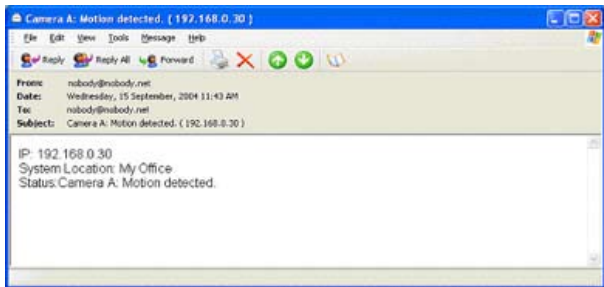 Camera A: Motion detected. ( 192.168.0.30 )
File Edit View Tools Message Help
Reply Reply All Forward
From: nobody@nobody.net
Date: Wednesday, 15 September, 2004 11:43 AM
To: nobody@nobody.net
Subject: Camera A: Motion detected. ( 192.168.0.30 )
IP: 192.168.0.30
System Location: My Office
Status:Camera A: Motion detected.